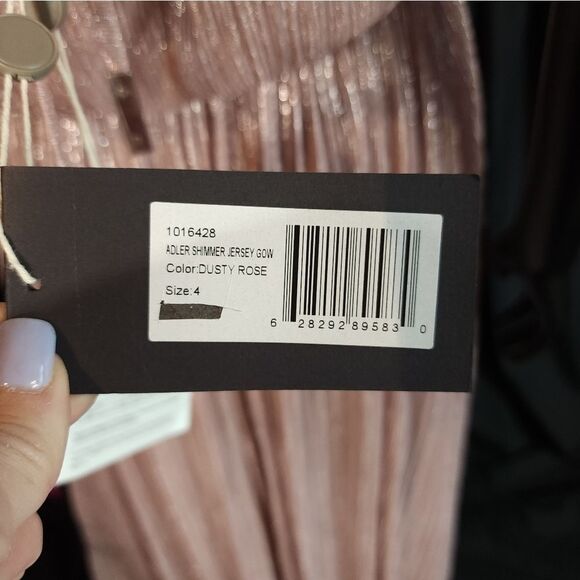 1016428
ADLER SHIMMER JERSEY GOW
Color:DUSTY ROSE
Size:4
6 28292 89583 0